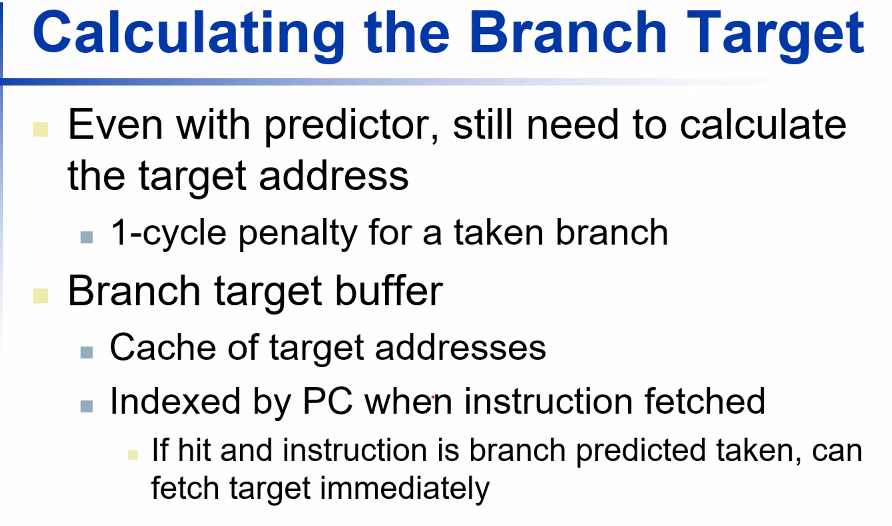 Calculating the Branch Target
Even with predictor, still need to calculate
the target address
1-cycle penalty for a taken branch
Branch target buffer
Cache of target addresses
Indexed by PC when instruction fetched
If hit and instruction is branch predicted taken, can
fetch target immediately